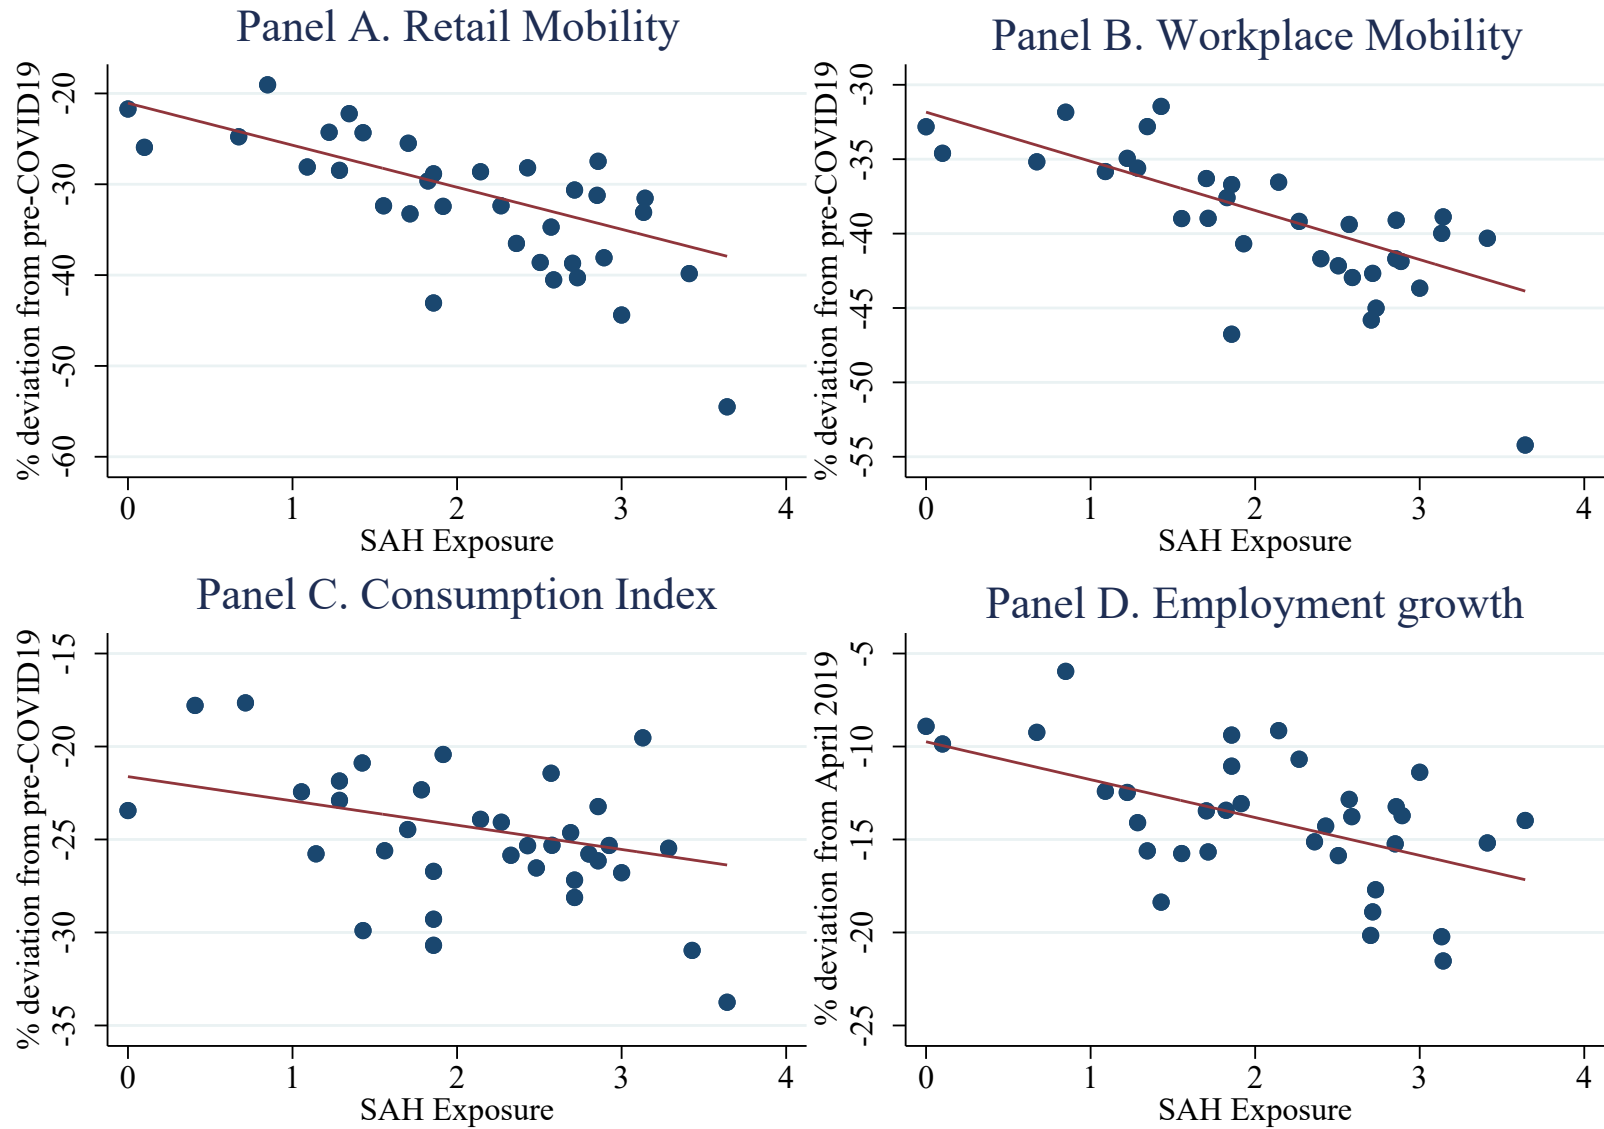 Panel A. Retail Mobility
% deviation from pre-COVID19
-20
-30
-40
-50
-60
0 1 2 3 4
SAH Exposure
Panel B. Workplace Mobility
% deviation from pre-COVID19
-30
-35
-40
-45
-50
-55
0 1 2 3 4
SAH Exposure
Panel C. Consumption Index
% deviation from pre-COVID19
-15
-20
-25
-30
-35
0 1 2 3 4
SAH Exposure
Panel D. Employment growth
% deviation from April 2019
-5
-10
-15
-20
-25
0 1 2 3 4
SAH Exposure